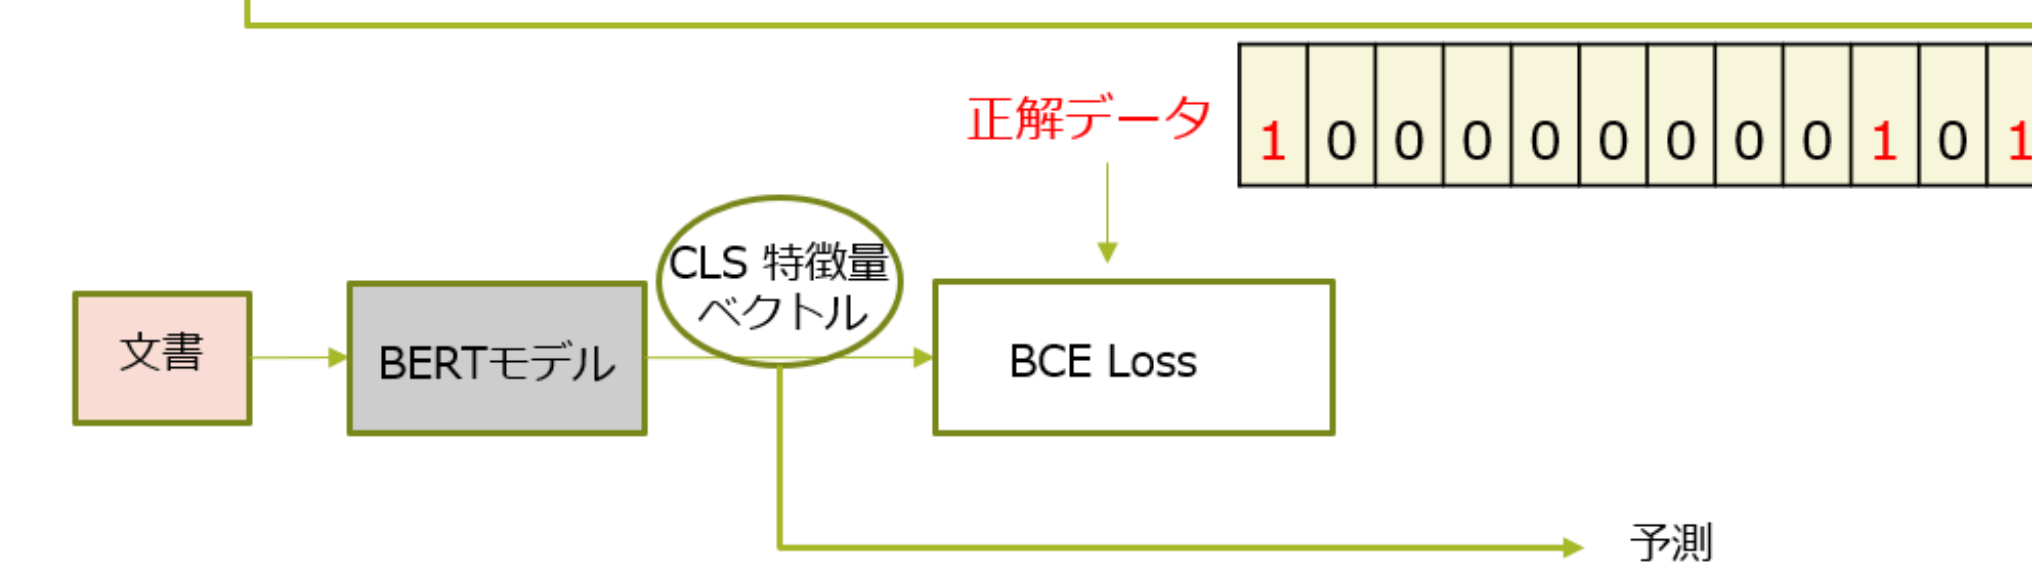 正解データ
1 0 0 0 0 0 0 0 0 1 0 1
CLS 特徴量
ベクトル
文書
BERTモデル
BCE Loss
予測